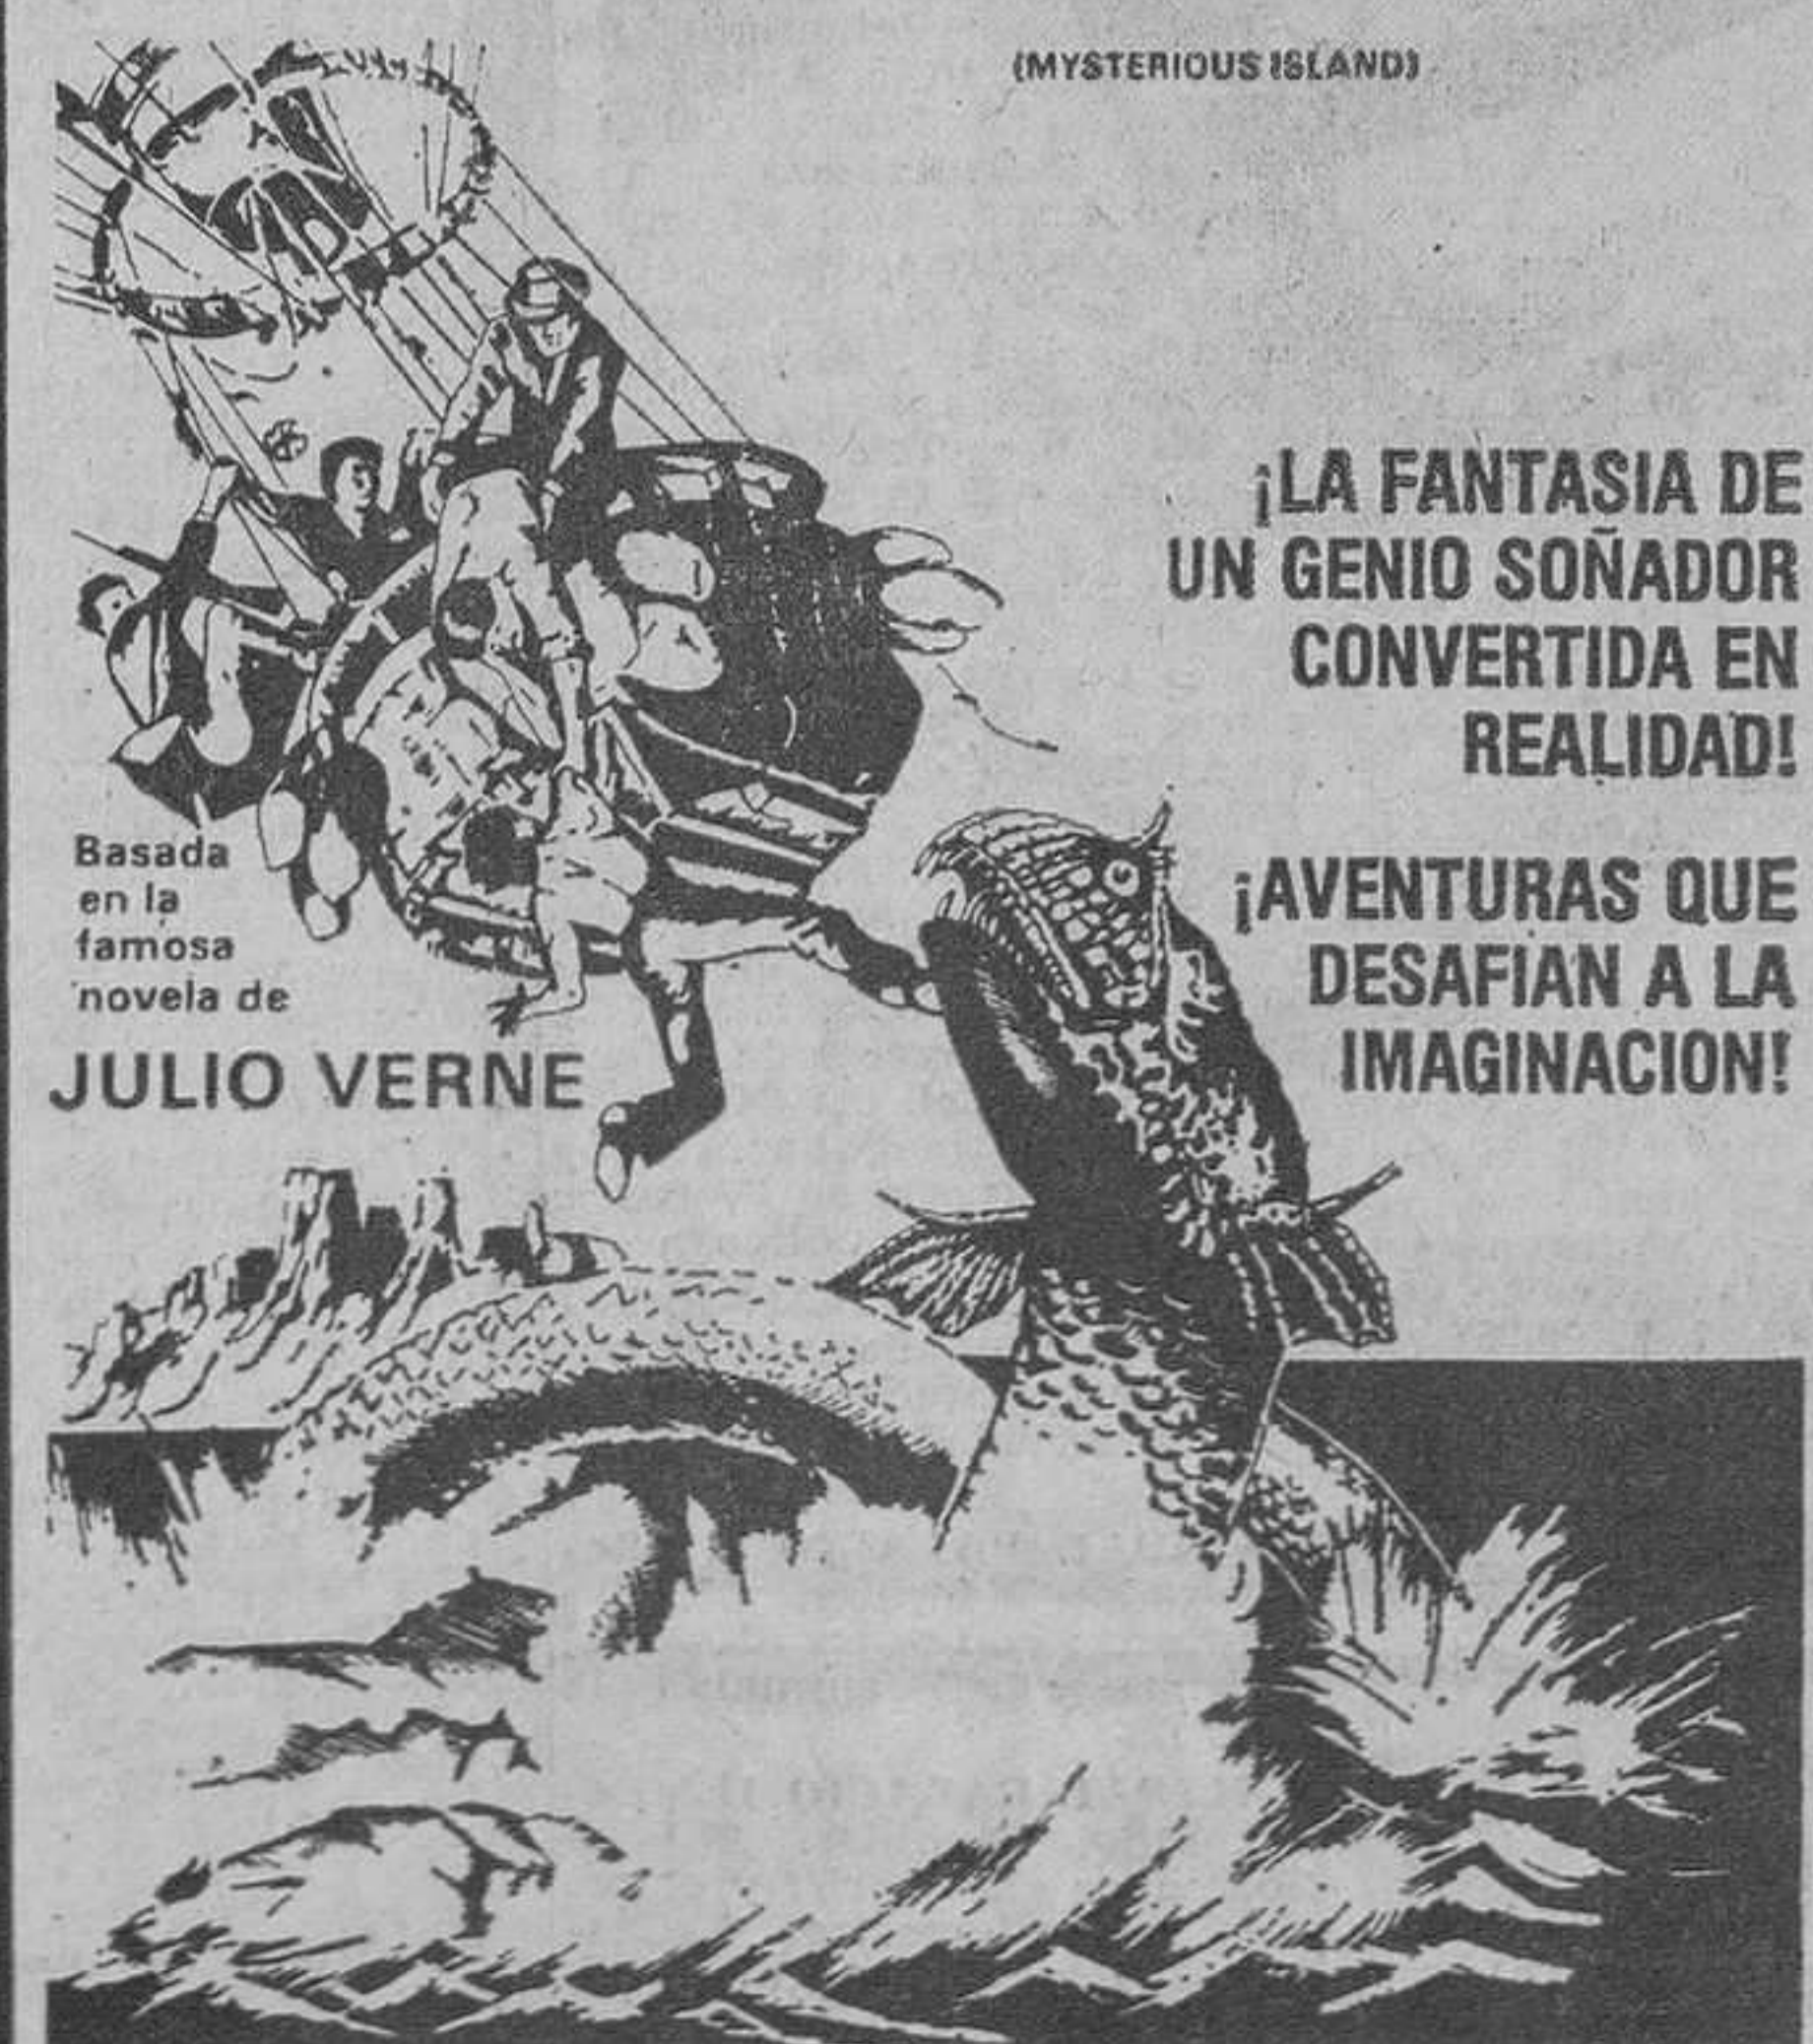 (MYSTERIOUS ISLAND)
¡LA FANTASIA DE
UN GENIO SOÑADOR
CONVERTIDA EN
REALIDAD!
¡AVENTURAS QUE
DESAFIAN A LA
IMAGINACION!
Basada
en la
famosa
novela de
JULIO VERNE